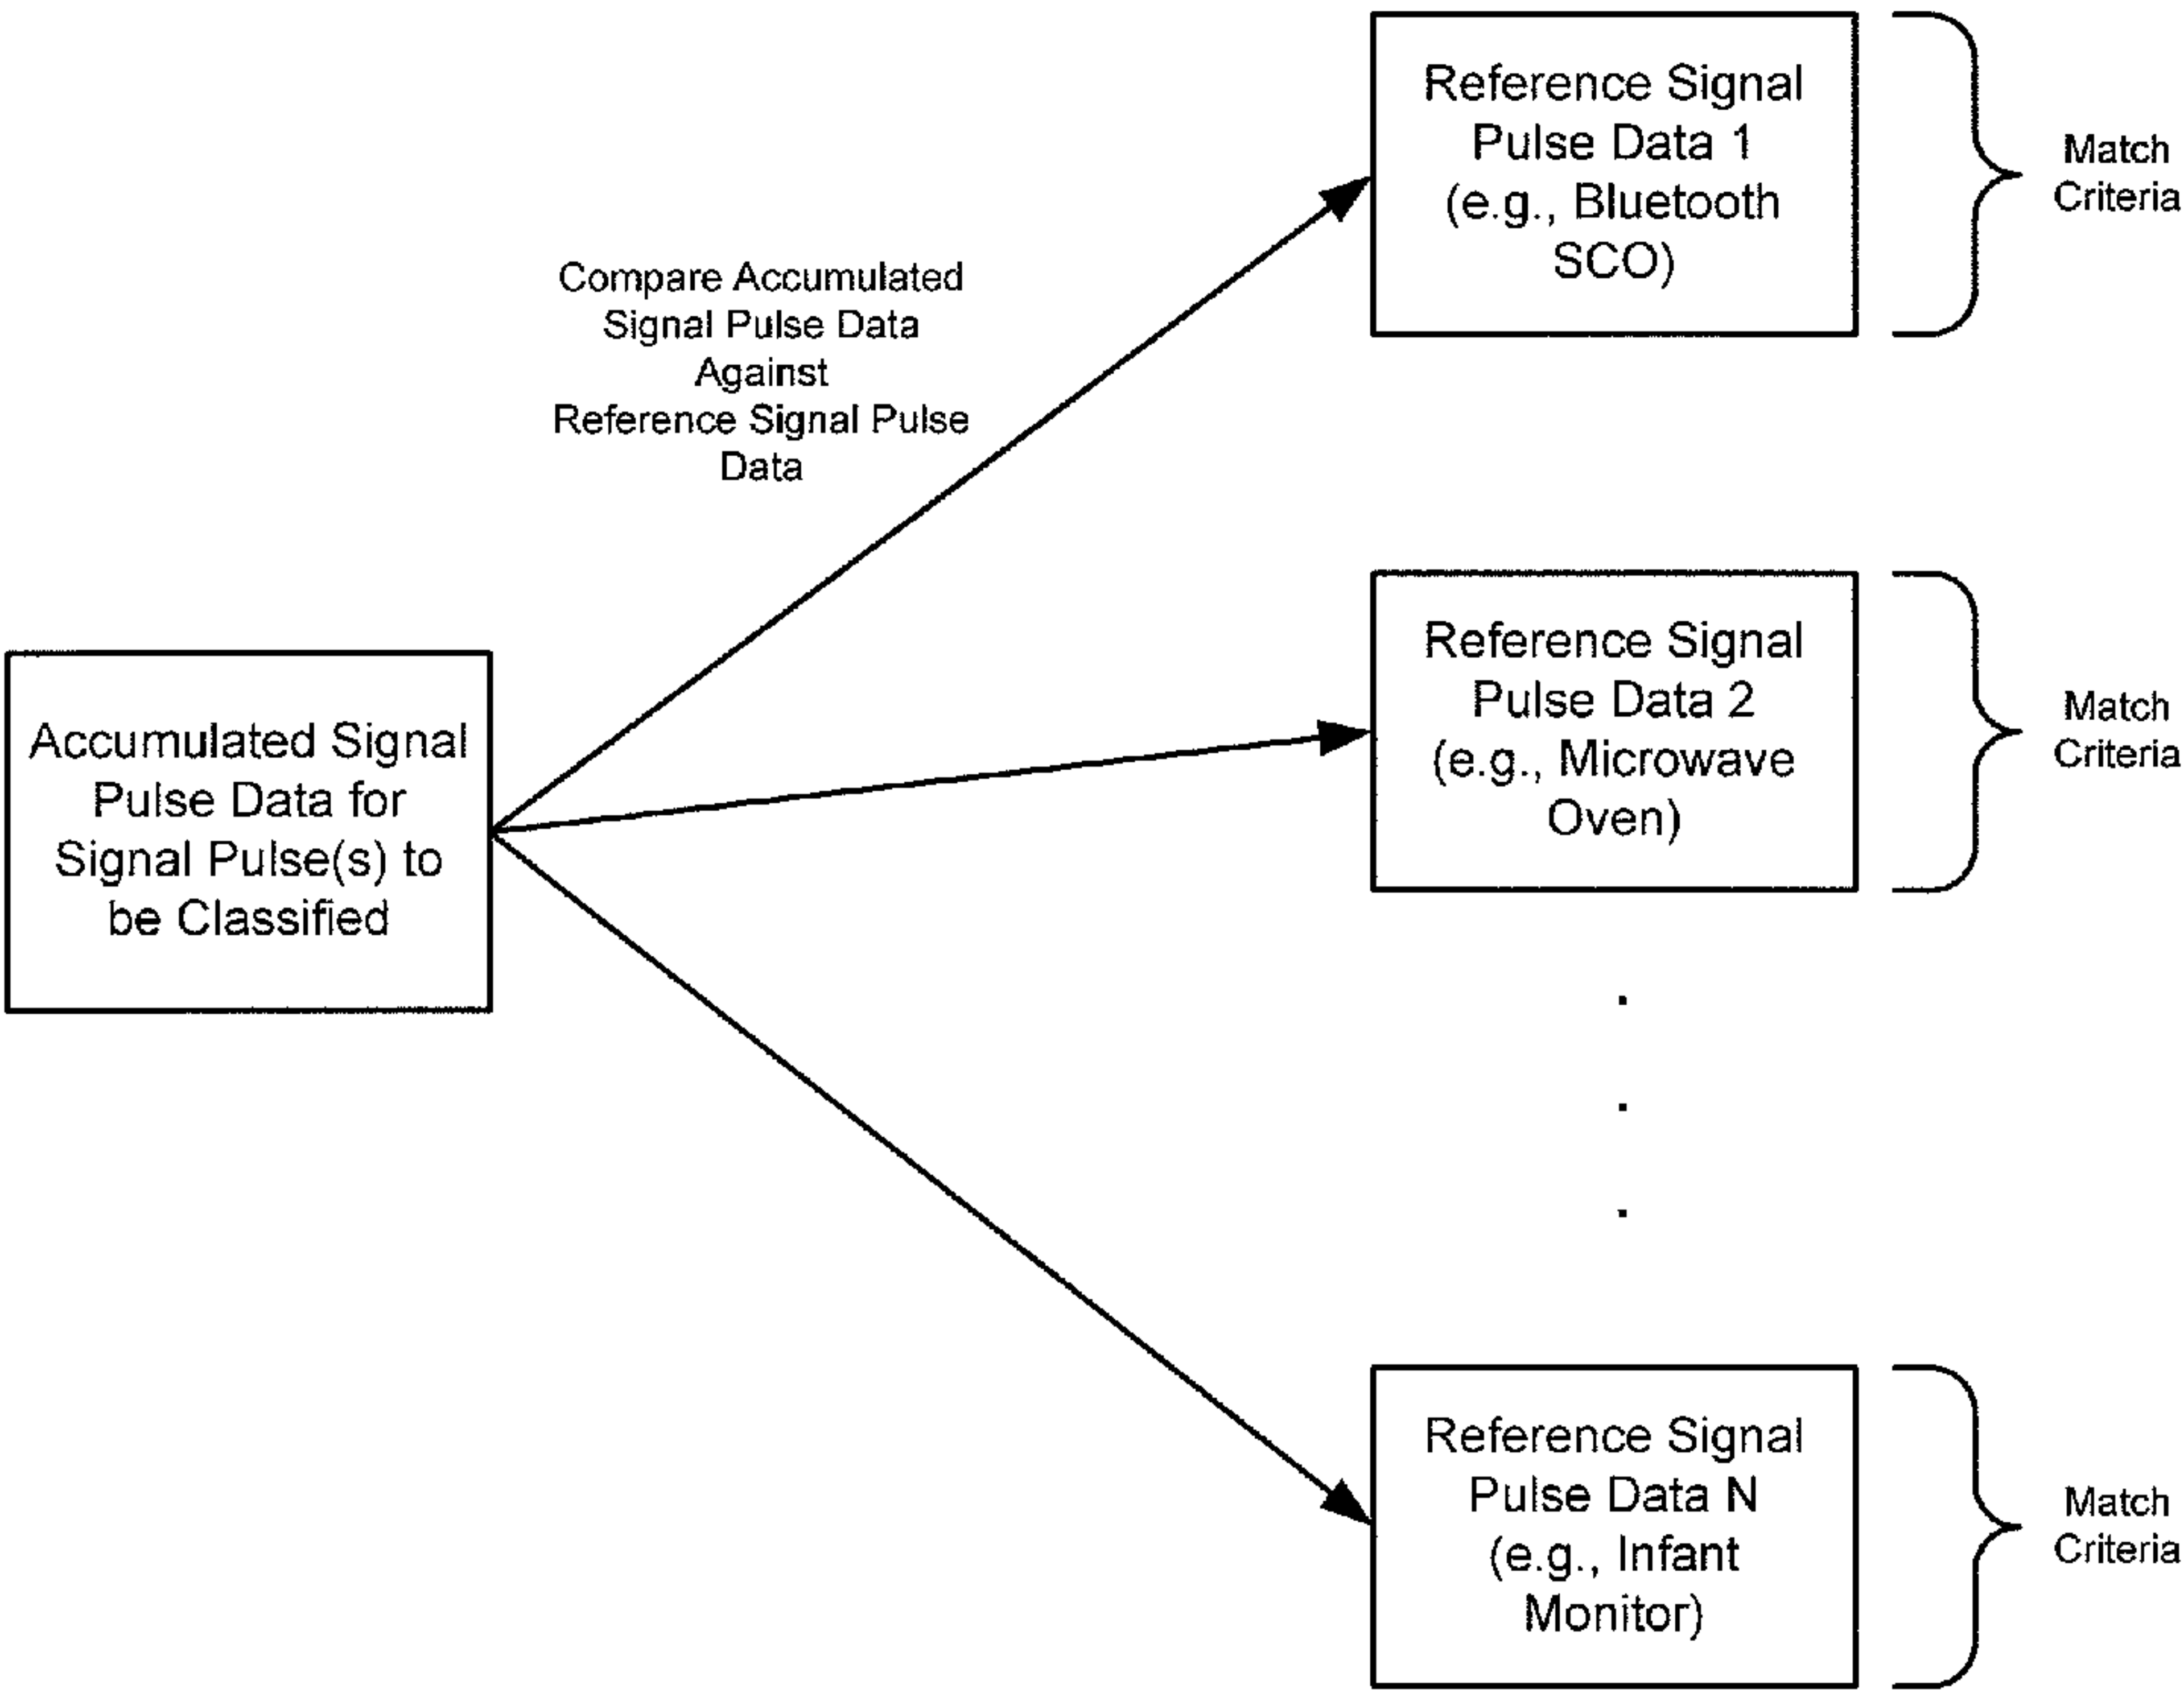 Reference Signal
Pulse Data 1
(e.g., Bluetooth
SCO)
Match
Criteria
Compare Accumulated
Signal Pulse Data
Against
Reference Signal Pulse
Data
Reference Signal
Pulse Data 2
(e.g., Microwave
Oven)
Match
Criteria
Accumulated Signal
Pulse Data for
Signal Pulse(s) to
be Classified
Reference Signal
Pulse Data N
(e.g., Infant
Monitor)
Match
Criteria